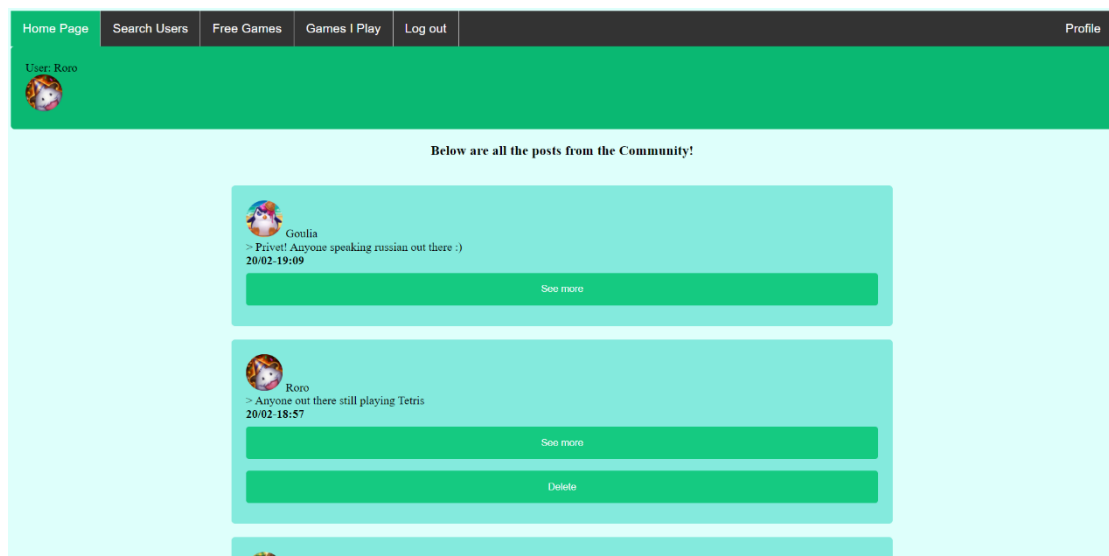 Home Page Search Users Free Games Games I Play Log out Profile
User: Roro
Below are all the posts from the Community!
Goulia
> Privet! Anyone speaking russian out there :)
20/02-19:09
See more
Roro
> Anyone out there still playing Tetris
20/02-18:57
See more
Delete